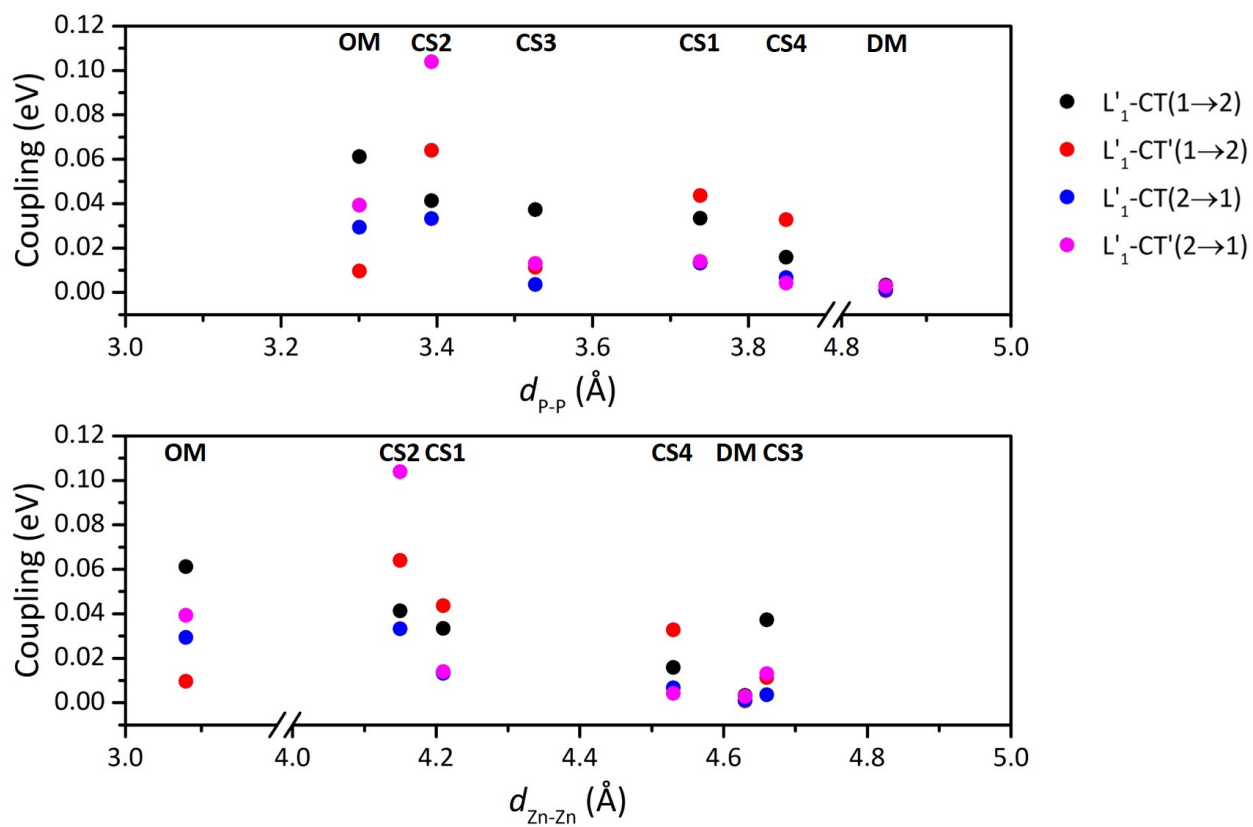 0.12
0.10
0.08
0.06
0.04
0.02
0.00
Coupling (eV)
OM CS2 CS3 CS1 CS4 DM
3.0 3.2 3.4 3.6 3.8 4.8 5.0
d P-P (Å)
L'1-CT(1→2)
L'1-CT'(1→2)
L'1-CT(2→1)
L'1-CT'(2→1)
0.12
0.10
0.08
0.06
0.04
0.02
0.00
Coupling (eV)
OM CS2 CS1 CS4 DM CS3
3.0 4.0 4.2 4.4 4.6 4.8 5.0
d Zn-Zn (Å)